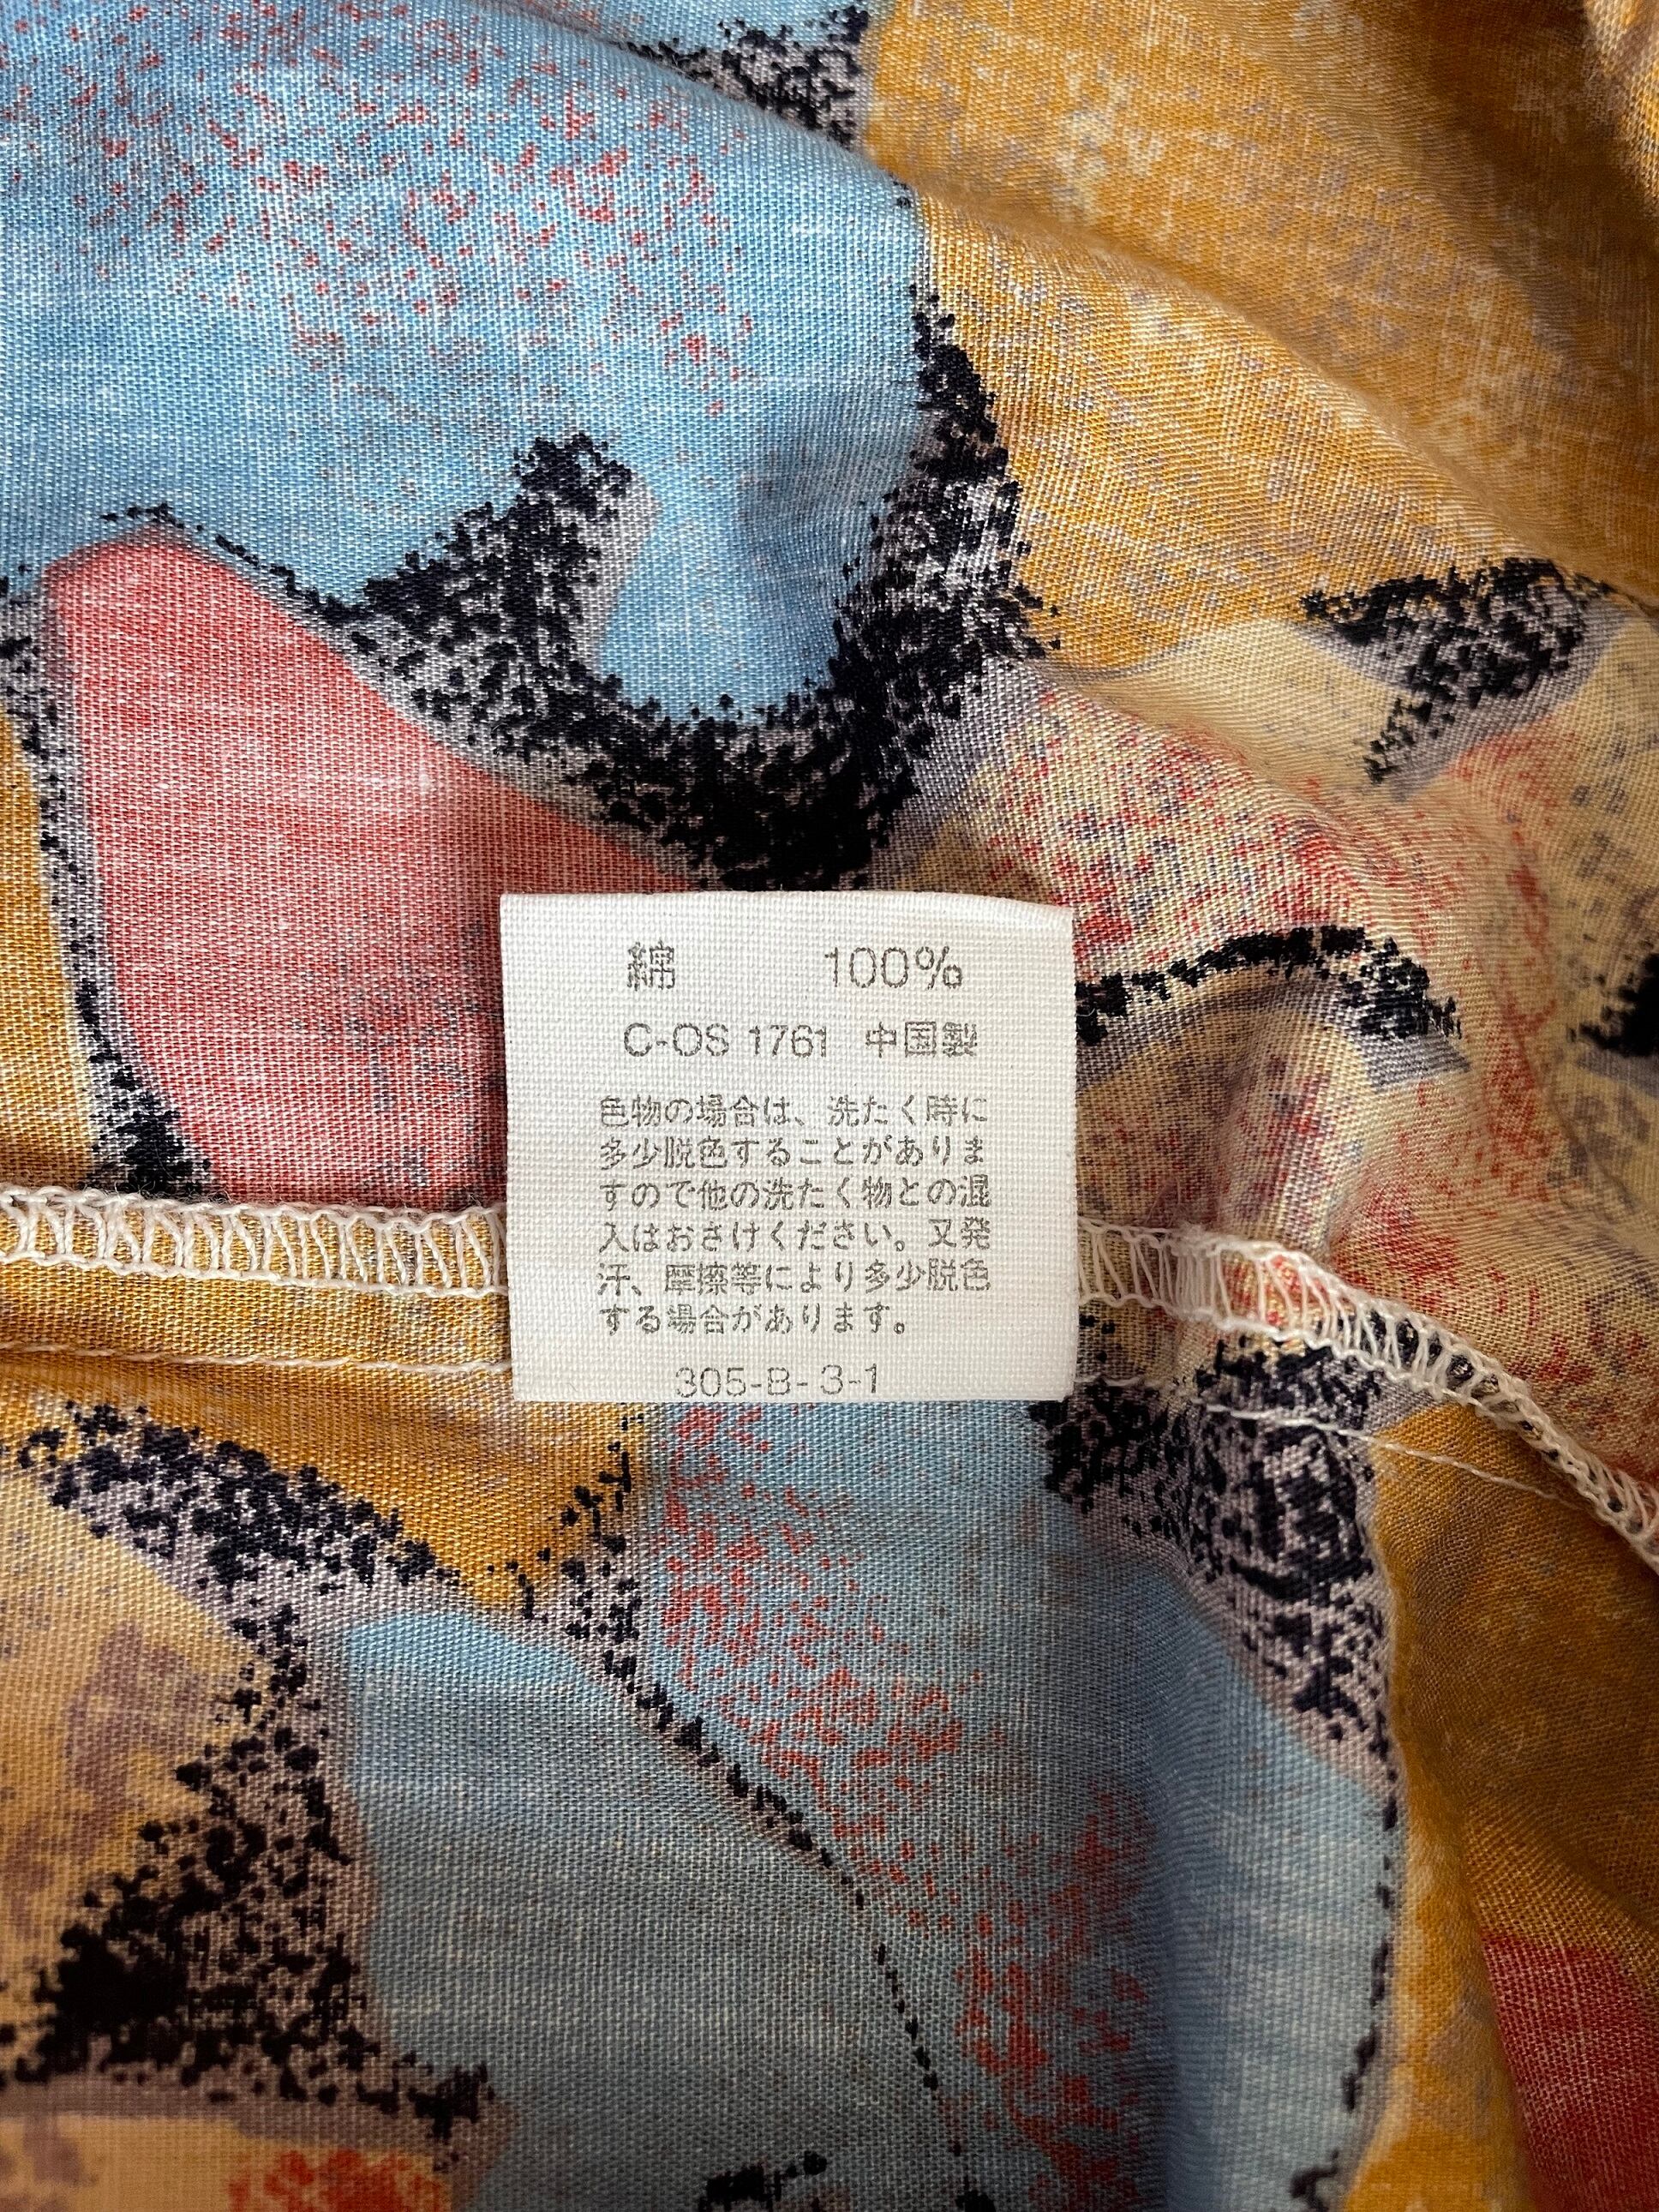 綿 100%
C-OS 1761 中国製
色物の場合は、洗たく時に
多少脱色することがありま
すので他の洗たく物との混
入はおさけください。又発
汗、摩擦等により多少脱色
する場合があります。
305-B-3-1